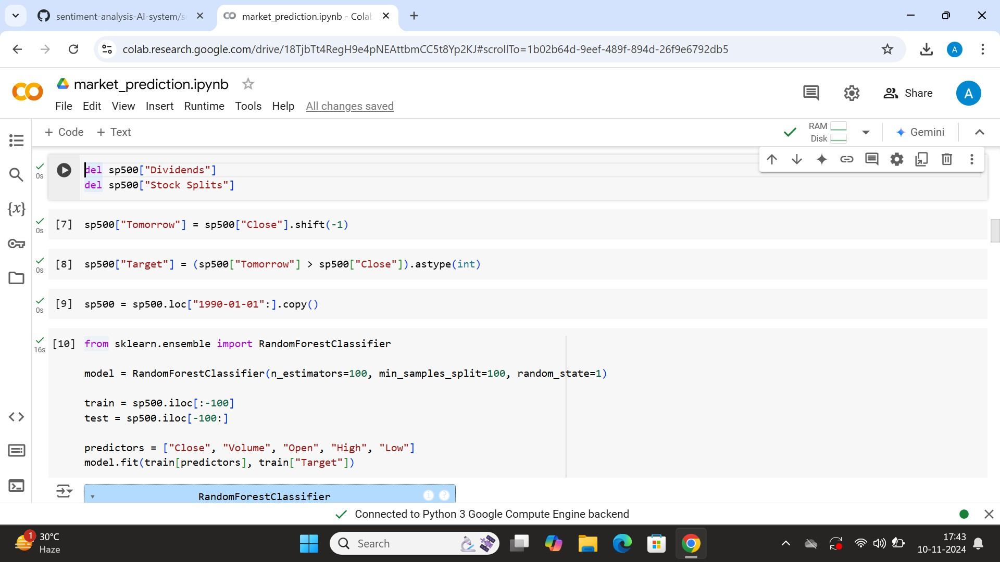 sentiment-analysis-AI-system/s
market_prediction.ipynb - Cola
colab.research.google.com/drive/18TjbTt4RegH9e4pNEAttbmCC5t8Yp2KJ#scrollTo=1b02b64d-9eef-489f-894d-26f9e6792db5
A
CO
market_prediction.ipynb
Share
A
File Edit View Insert Runtime Tools Help All changes saved
+ Code + Text
RAM
Disk
Gemini
0s
del sp500["Dividends"]
del sp500["Stock Splits"]
{x}
0s
[7] sp500["Tomorrow"] = sp500["Close"].shift(-1)
0s
[8] sp500["Target"] = (sp500["Tomorrow"] > sp500["Close"]).astype(int)
0s
[9] sp500 = sp500.loc["1990-01-01":].copy()
16s
[10] from sklearn.ensemble import RandomForestClassifier
model = RandomForestClassifier(n_estimators=100, min_samples_split=100, random_state=1)
train = sp500.iloc[:-100]
test = sp500.iloc[-100:]
predictors = ["Close", "Volume", "Open", "High", "Low"]
model.fit(train[predictors], train["Target"])
RandomForestClassifier
i ?
Connected to Python 3 Google Compute Engine backend
1
30°C
Haze
Search
17:43
10-11-2024